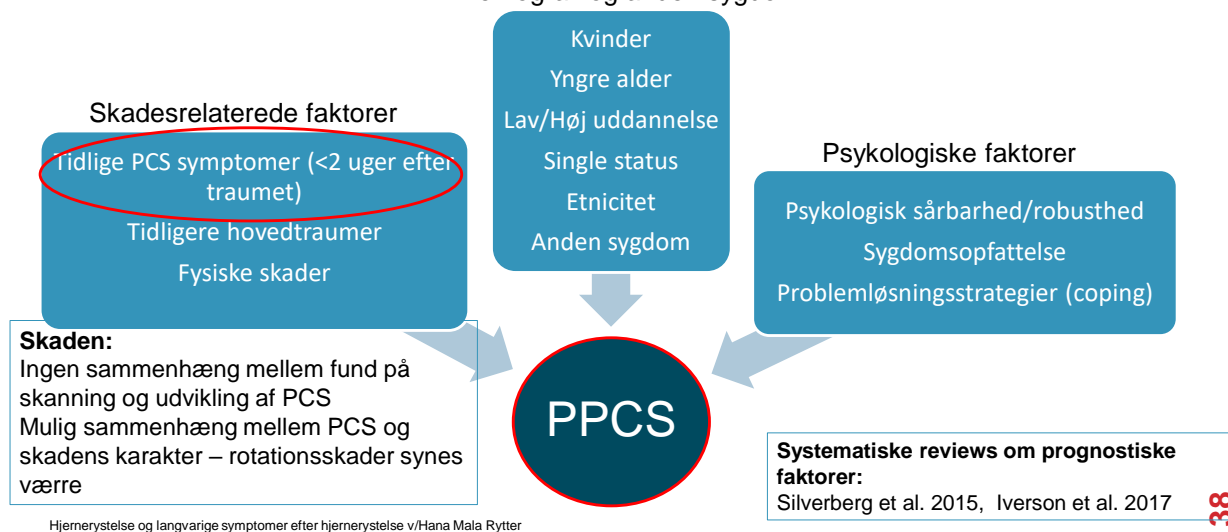 Kvinder
Yngre alder
Lav/Høj uddannelse
Single status
Etnicitet
Anden sygdom
Skadesrelaterede faktorer
Tidlige PCS symptomer (<2 uger efter
traumet)
Tidligere hovedtraumer
Fysiske skader
Psykologiske faktorer
Psykologisk sårbarhed/robusthed
Sygdomsopfattelse
Problemløsningsstrategier (coping)
Skaden:
Ingen sammenhæng mellem fund på
skanning og udvikling af PCS
Mulig sammenhæng mellem PCS og
skadens karakter – rotationsskader synes
værre
PPCS
Systematiske reviews om prognostiske
faktorer:
Silverberg et al. 2015, Iverson et al. 2017
Hjernerystelse og langvarige symptomer efter hjernerystelse v/Hana Mala Rytter
38